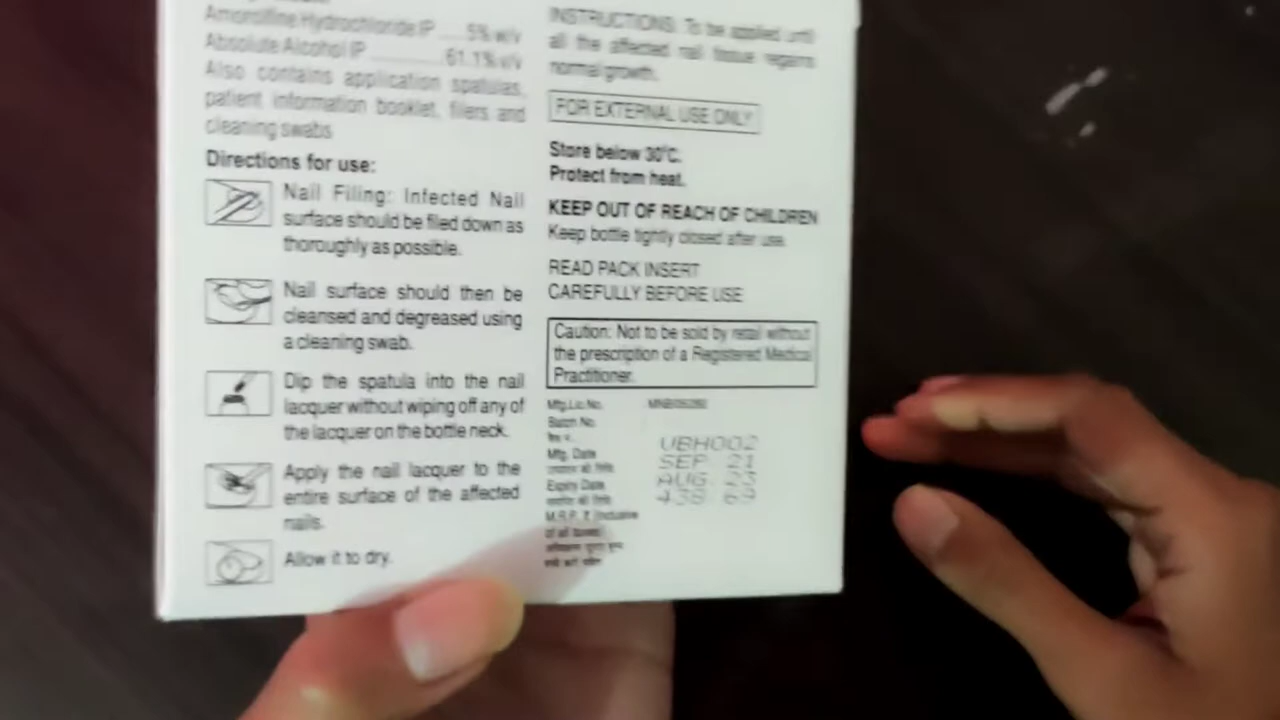 Amorolfine Hydrochloride IP ..... 5% w/v
Absolute Alcohol IP .............. 61.1% v/v
Also contains application spatulas,
patient information booklet, filers and
cleaning swabs
Directions for use:
Nail Filing: Infected Nail
surface should be filed down as
thoroughly as possible.
Nail surface should then be
cleansed and degreased using
a cleaning swab.
Dip the spatula into the nail
lacquer without wiping off any of
the lacquer on the bottle neck.
Apply the nail lacquer to the
entire surface of the affected
nails.
Allow it to dry.
INSTRUCTIONS: To be applied until
all the affected nail tissue regains
normal growth.
FOR EXTERNAL USE ONLY
Store below 30°C.
Protect from heat.
KEEP OUT OF REACH OF CHILDREN
Keep bottle tightly closed after use.
READ PACK INSERT
CAREFULLY BEFORE USE
Caution: Not to be sold by retail without
the prescription of a Registered Medical
Practitioner.
Mfg. Lic. No.
Batch No.
UBH002
Mfg. Date
SEP. 21
Expiry Date
AUG.
438.69
M.R.P. ₹ Inclusive
of all taxes